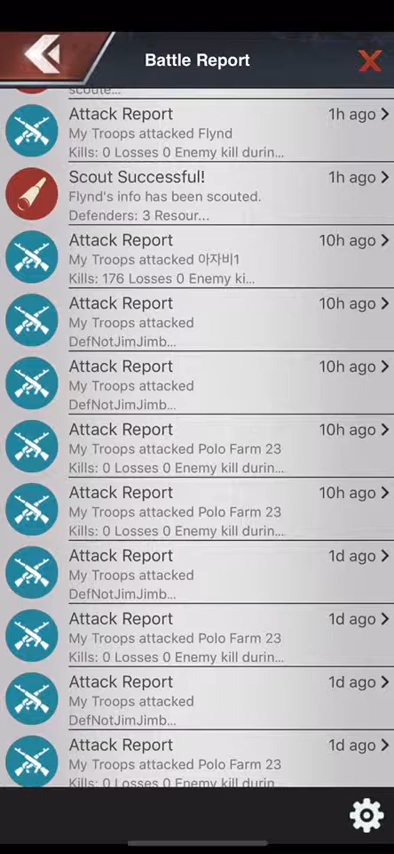 Battle Report
scoute...
Attack Report 1h ago
My Troops attacked Flynd
Kills: 0 Losses 0 Enemy kill durin...
Scout Successful! 1h ago
Flynd's info has been scouted.
Defenders: 3 Resour...
Attack Report 10h ago
My Troops attacked 아자비1
Kills: 176 Losses 0 Enemy ki...
Attack Report 10h ago
My Troops attacked
DefNotJimJimb...
Attack Report 10h ago
My Troops attacked
DefNotJimJimb...
Attack Report 10h ago
My Troops attacked Polo Farm 23
Kills: 0 Losses 0 Enemy kill durin...
Attack Report 10h ago
My Troops attacked Polo Farm 23
Kills: 0 Losses 0 Enemy kill durin...
Attack Report 1d ago
My Troops attacked
DefNotJimJimb...
Attack Report 1d ago
My Troops attacked Polo Farm 23
Kills: 0 Losses 0 Enemy kill durin...
Attack Report 1d ago
My Troops attacked
DefNotJimJimb...
Attack Report 1d ago
My Troops attacked Polo Farm 23
Kills: 0 Losses 0 Enemy kill durin...